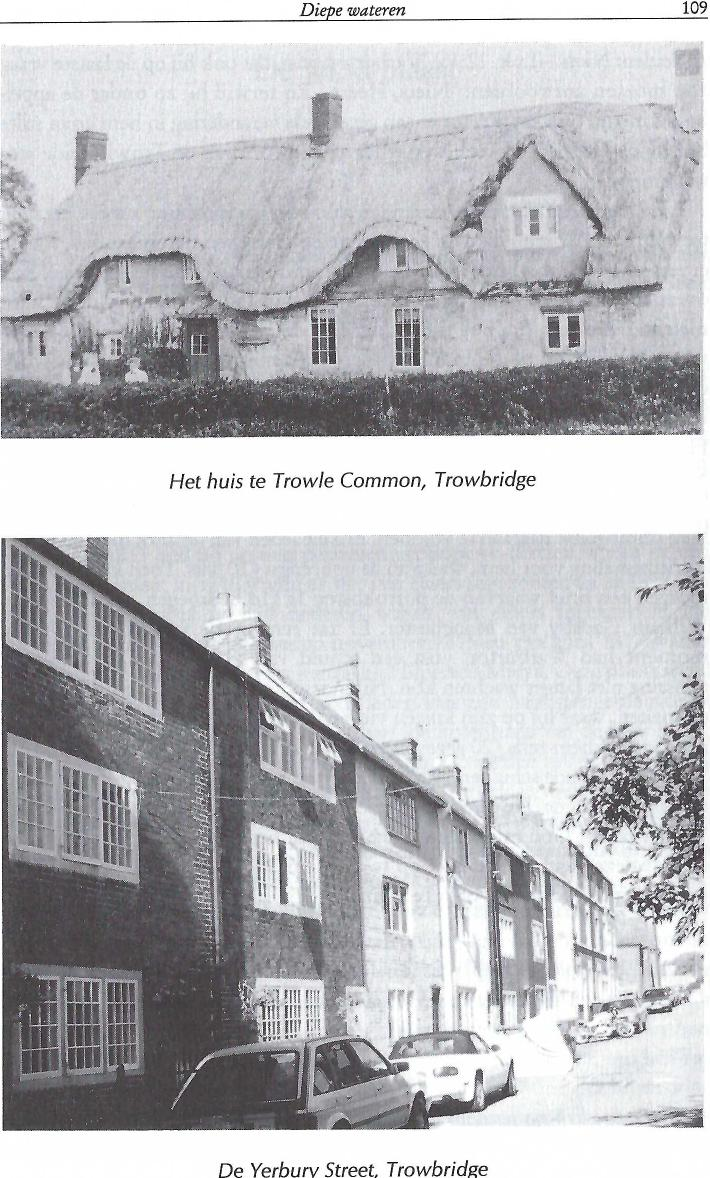 Diepe wateren 109
Het huis te Trowle Common, Trowbridge
De Yerbury Street, Trowbridge